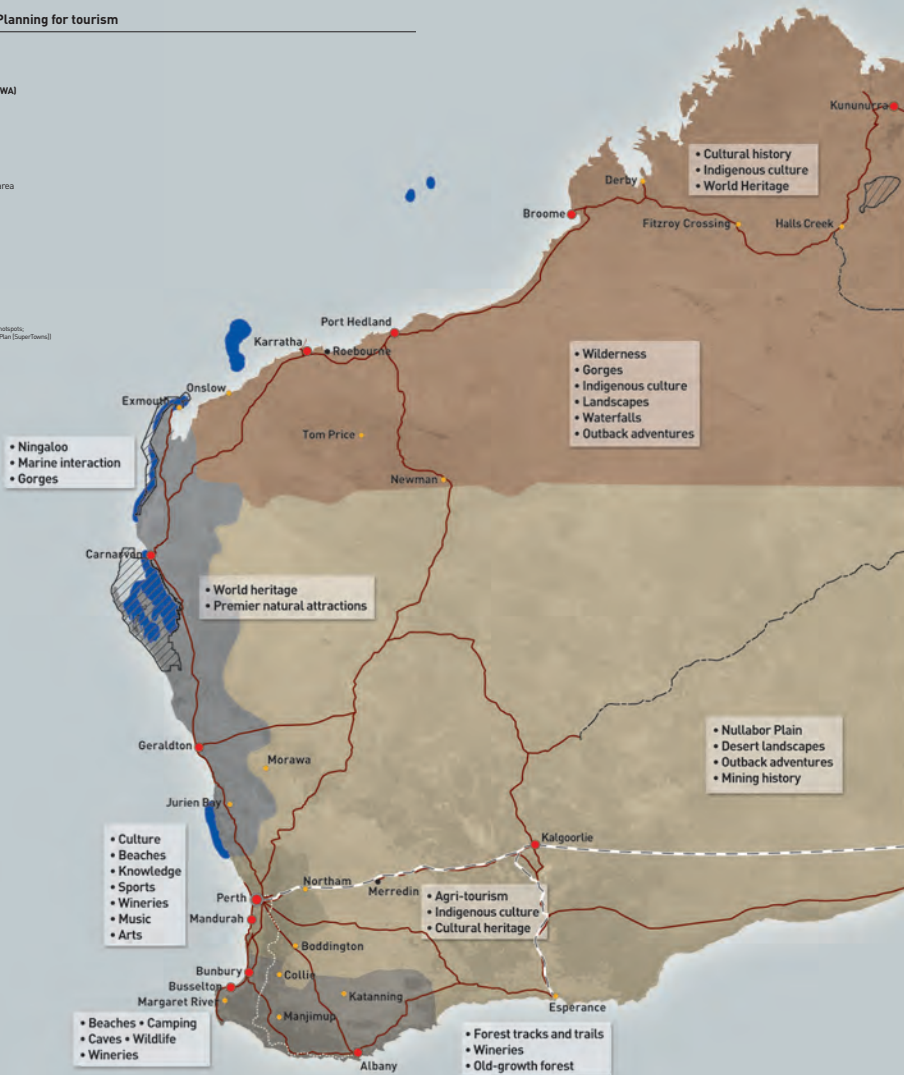 Planning for tourism
WA)
area
hotspots;
Plan (SuperTowns))
Kununurra
• Cultural history
• Indigenous culture
• World Heritage
Derby
Broome
Fitzroy Crossing
Halls Creek
Port Hedland
Karratha
Roebourne
• Wilderness
• Gorges
• Indigenous culture
• Landscapes
• Waterfalls
• Outback adventures
Onslow
Exmouth
Tom Price
• Ningaloo
• Marine interaction
• Gorges
Newman
Carnarvon
• World heritage
• Premier natural attractions
Geraldton
Morawa
• Nullabor Plain
• Desert landscapes
• Outback adventures
• Mining history
Jurien Bay
• Culture
• Beaches
• Knowledge
• Sports
• Wineries
• Music
• Arts
Kalgoorlie
Northam
Merredin
Perth
• Agri-tourism
• Indigenous culture
• Cultural heritage
Mandurah
Boddington
Bunbury
Collie
Busselton
Margaret River
Katanning
Esperance
Manjimup
• Beaches • Camping
• Caves • Wildlife
• Wineries
• Forest tracks and trails
• Wineries
• Old-growth forest
Albany